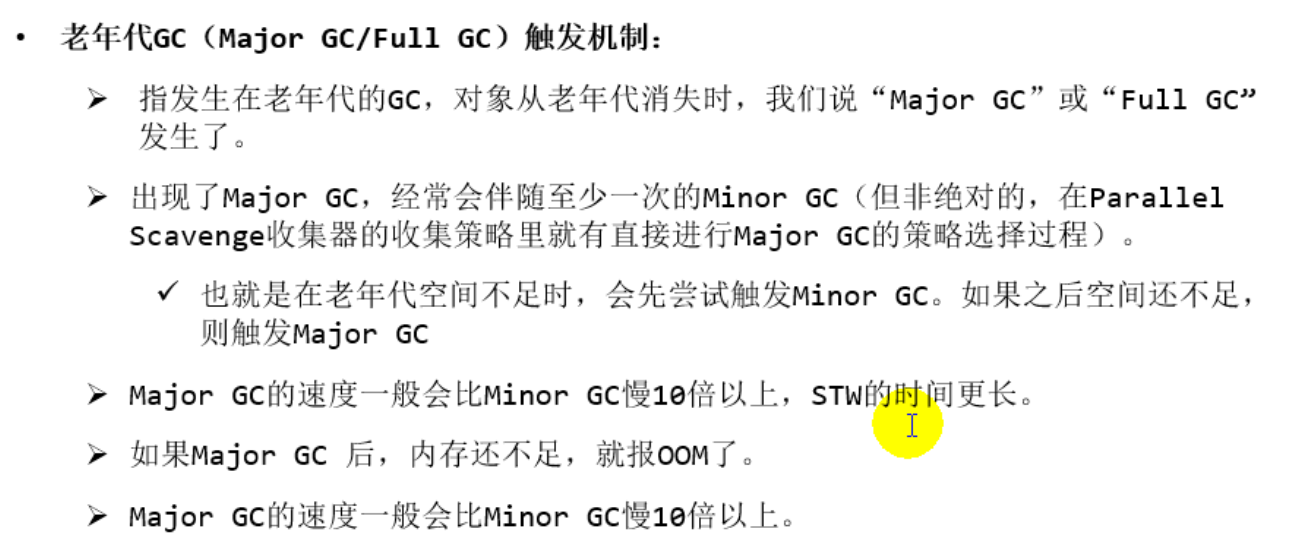 • 老年代GC（Major GC/Full GC）触发机制：
➢ 指发生在老年代的GC，对象从老年代消失时，我们说“Major GC”或“Full GC”
发生了。
➢ 出现了Major GC，经常会伴随至少一次的Minor GC（但非绝对的，在Parallel
Scavenge收集器的收集策略里就有直接进行Major GC的策略选择过程）。
✓ 也就是在老年代空间不足时，会先尝试触发Minor GC。如果之后空间还不足，
则触发Major GC
➢ Major GC的速度一般会比Minor GC慢10倍以上，STW的时间更长。
➢ 如果Major GC 后，内存还不足，就报OOM了。
➢ Major GC的速度一般会比Minor GC慢10倍以上。